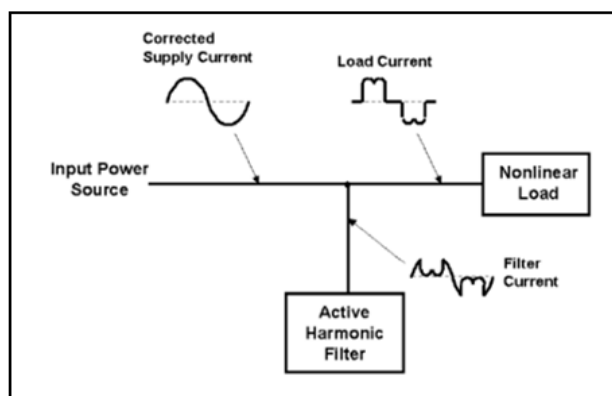 Corrected
Supply Current
Load Current
Input Power
Source
Nonlinear
Load
Filter
Current
Active
Harmonic
Filter